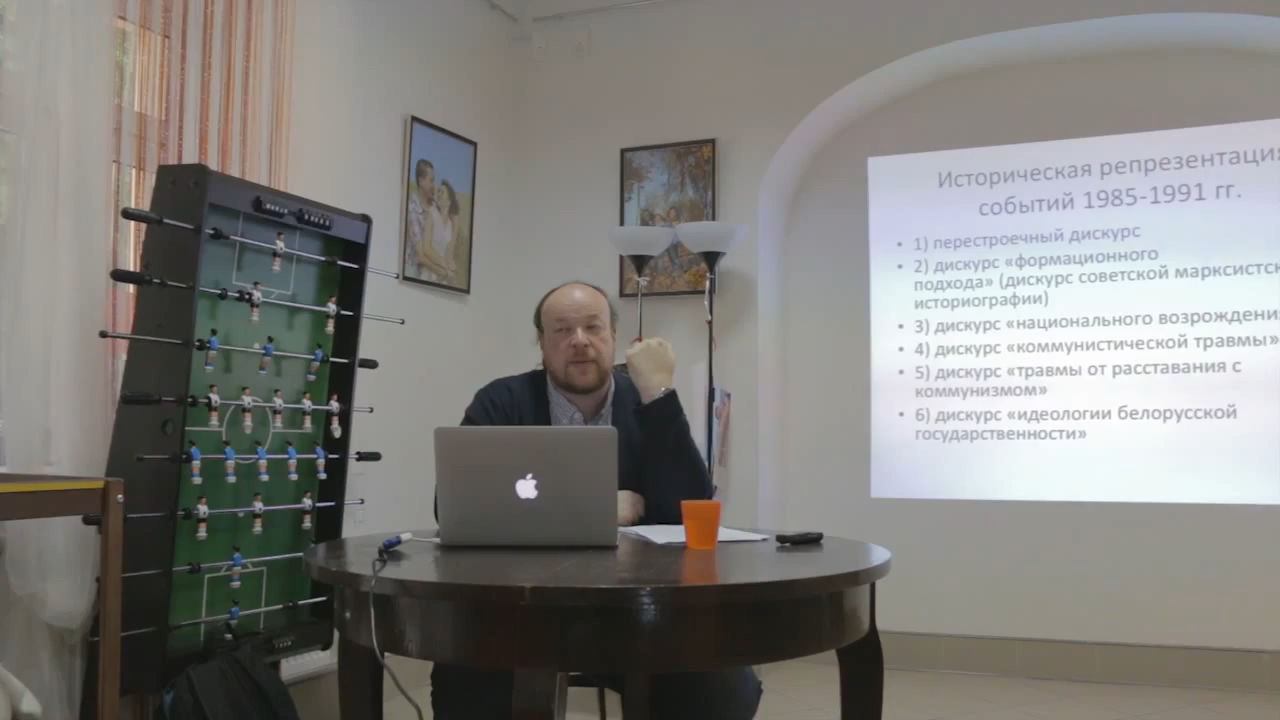 Историческая репрезентация
событий 1985-1991 гг.
• 1) перестроечный дискурс
• 2) дискурс «формационного
подхода» (дискурс советской марксистск
историографии)
• 3) дискурс «национального возрождени
• 4) дискурс «коммунистической травмы»
• 5) дискурс «травмы от расставания с
коммунизмом»
• 6) дискурс «идеологии белорусской
государственности»